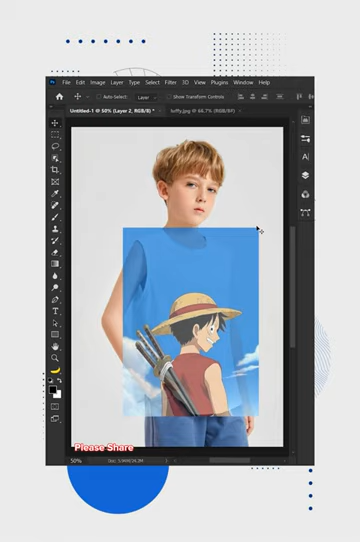 Ps File Edit Image Layer Type Select Filter 3D View Plugins Window Help
Auto-Select: Layer Show Transform Controls
Untitled-1 @ 50% (Layer 2, RGB/8) * × luffy.jpg @ 66.7% (RGB/8#) ×
Please Share
50%